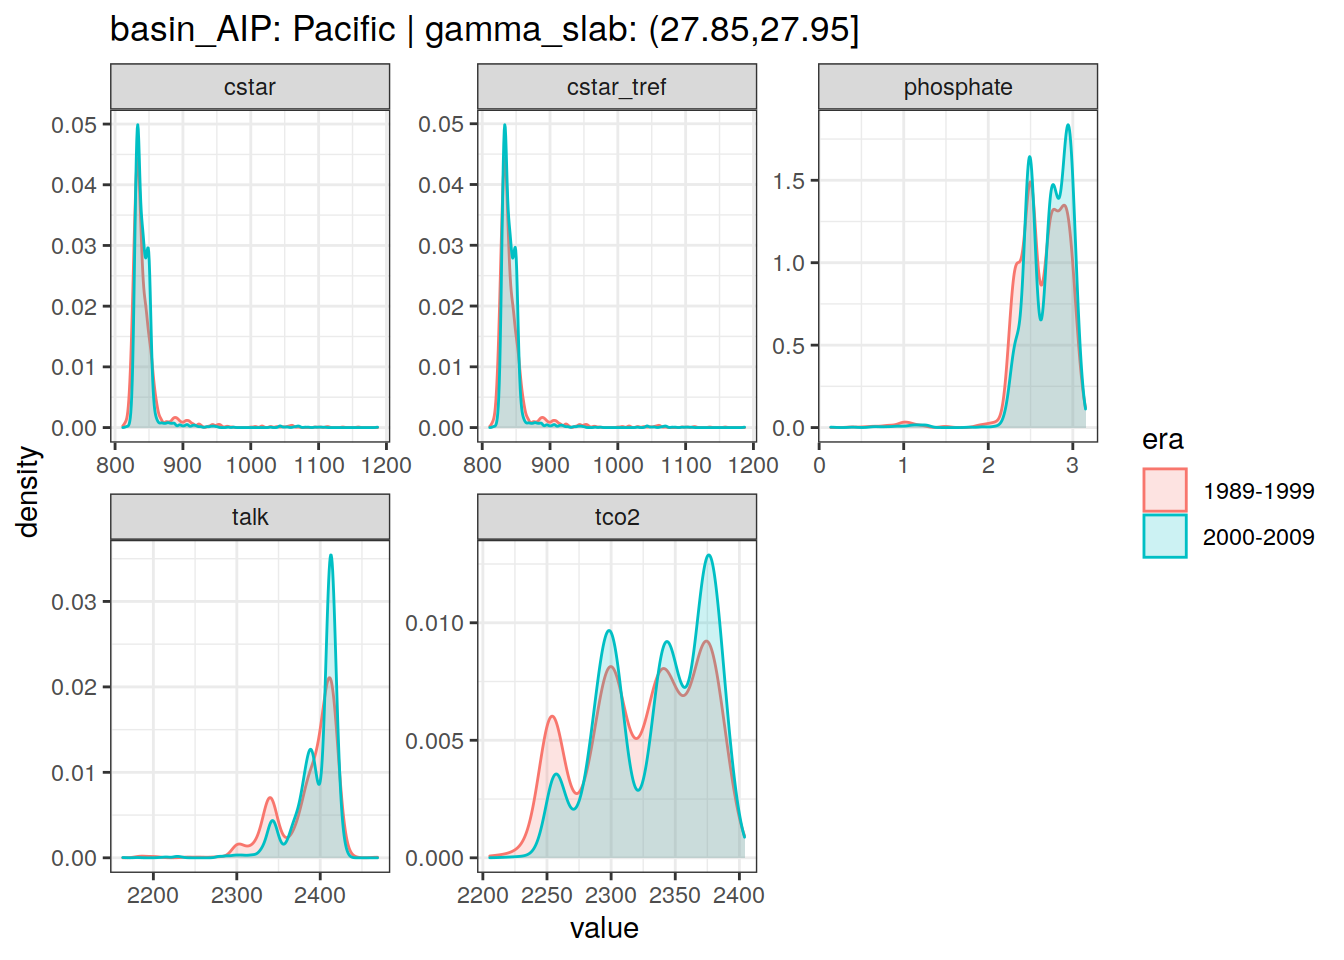 basin_AIP: Pacific | gamma_slab: (27.85,27.95]
cstar
cstar_tref
phosphate
0.05
0.04
0.03
0.02
0.01
0.00
800 900 1000 1100 1200
0.05
0.04
0.03
0.02
0.01
0.00
800 900 1000 1100 1200
1.5
1.0
0.5
0.0
0 1 2 3
density
talk
tco2
0.03
0.02
0.01
0.00
2200 2300 2400
0.010
0.005
0.000
2200 2250 2300 2350 2400
value
era
1989-1999
2000-2009